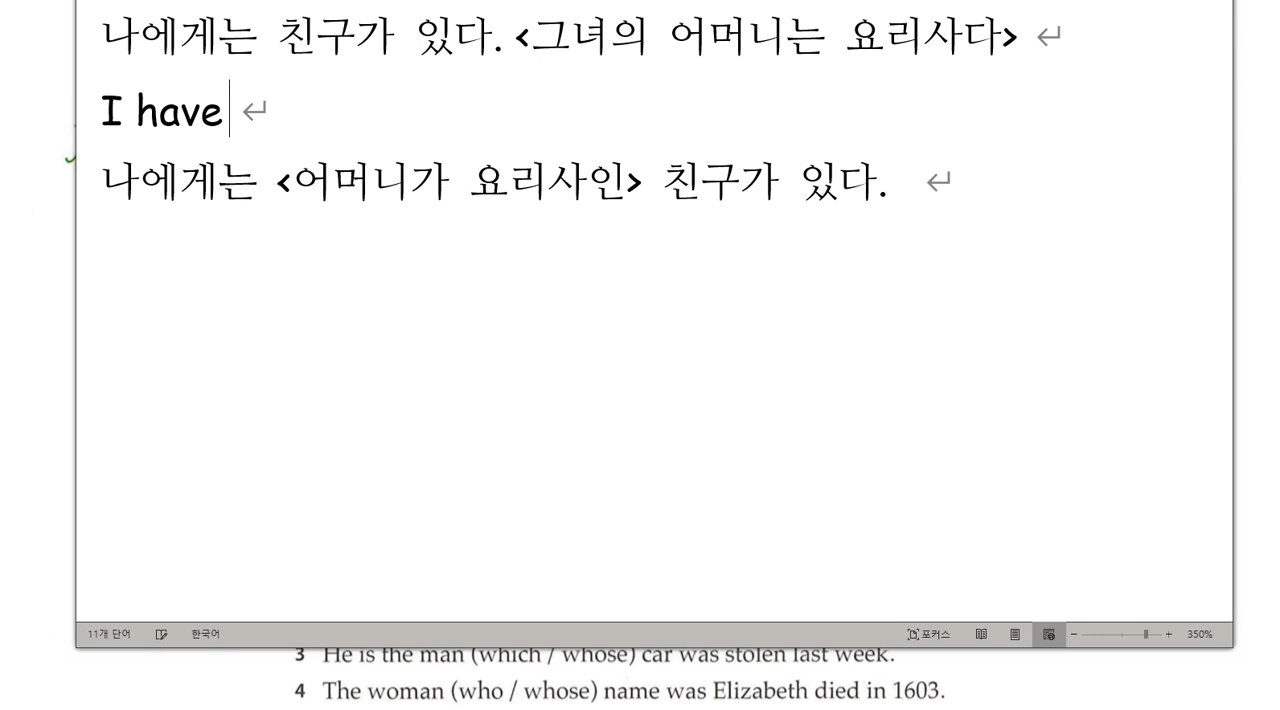 나에게는 친구가 있다. <그녀의 어머니는 요리사다>
I have
나에게는 <어머니가 요리사인> 친구가 있다.
11개 단어 한국어 포커스 350%
3 He is the man (which / whose) car was stolen last week.
4 The woman (who / whose) name was Elizabeth died in 1603.